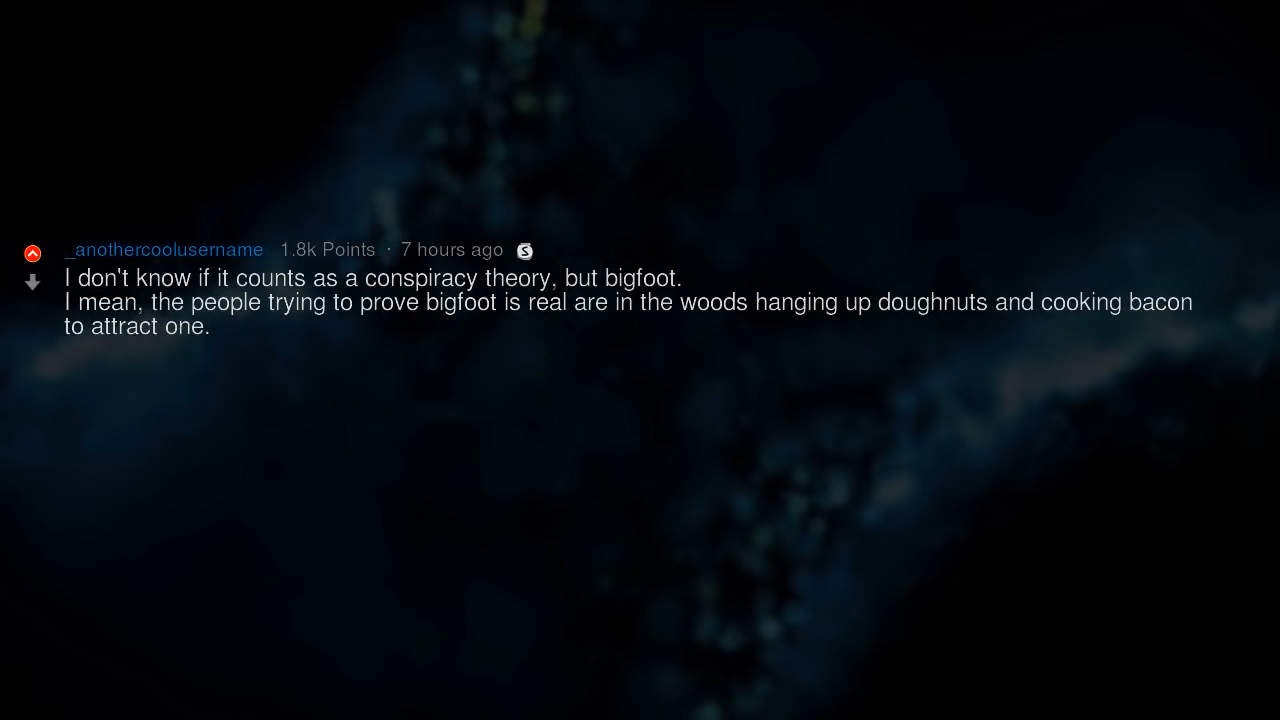 _anothercoolusername 1.8k Points · 7 hours ago S
I don't know if it counts as a conspiracy theory, but bigfoot.
I mean, the people trying to prove bigfoot is real are in the woods hanging up doughnuts and cooking bacon
to attract one.